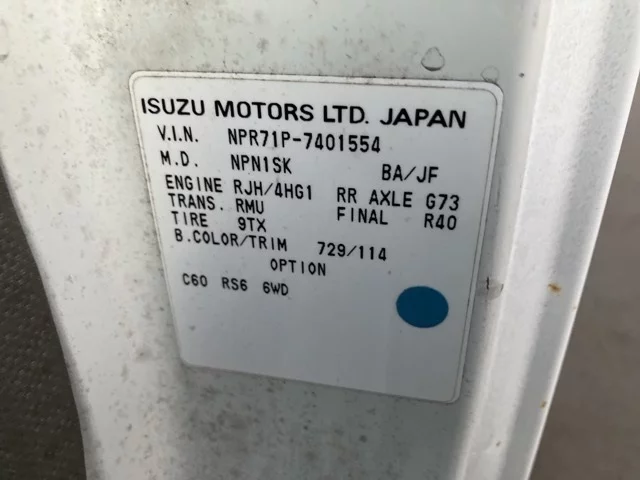 ISUZU MOTORS LTD. JAPAN
V.I.N. NPR71P-7401554
M.D. NPN1SK BA/JF
ENGINE RJH/4HG1 RR AXLE G73
TRANS. RMU FINAL R40
TIRE 9TX
B.COLOR/TRIM 729/114
OPTION
C60 RS6 6WD